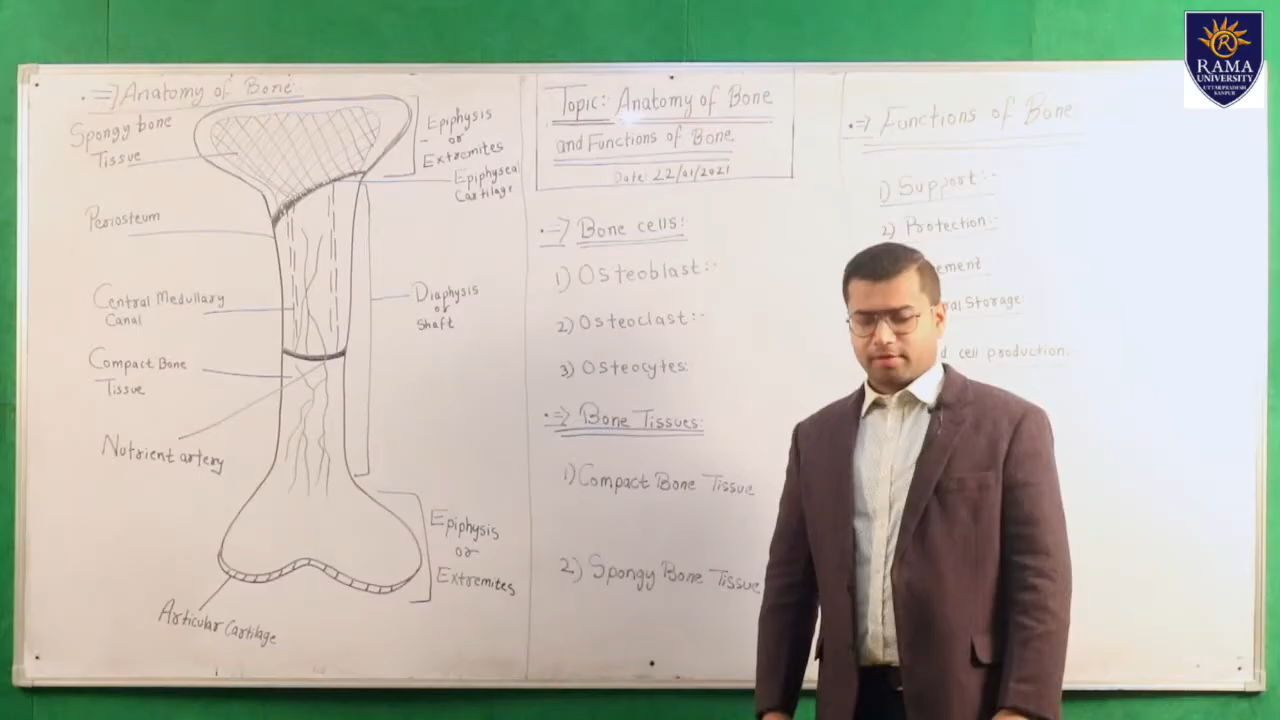 .⇒ Anatomy of Bone:-
Spongy bone
Tissue
Periosteum
Central Medullary
Canal
Compact Bone
Tissue
Nutrient artery
Articular Cartilage
Epiphysis
or
Extremites
Epiphyseal
Cartilage
Diaphysis
or
Shaft
Epiphysis
or
Extremites
Topic:- Anatomy of Bone
and Functions of Bone.
Date: 22/01/2021
.⇒ Bone cells:-
1) Osteoblast:-
2) Osteoclast:-
3) Osteocytes:
.⇒ Bone Tissues:
1) Compact Bone Tissue
2) Spongy Bone Tissue
.⇒ Functions of Bone
1) Support:-
2) Protection:-
ement
Storage:
cell production.
RAMA
UNIVERSITY
UTTAR PRADESH
KANPUR